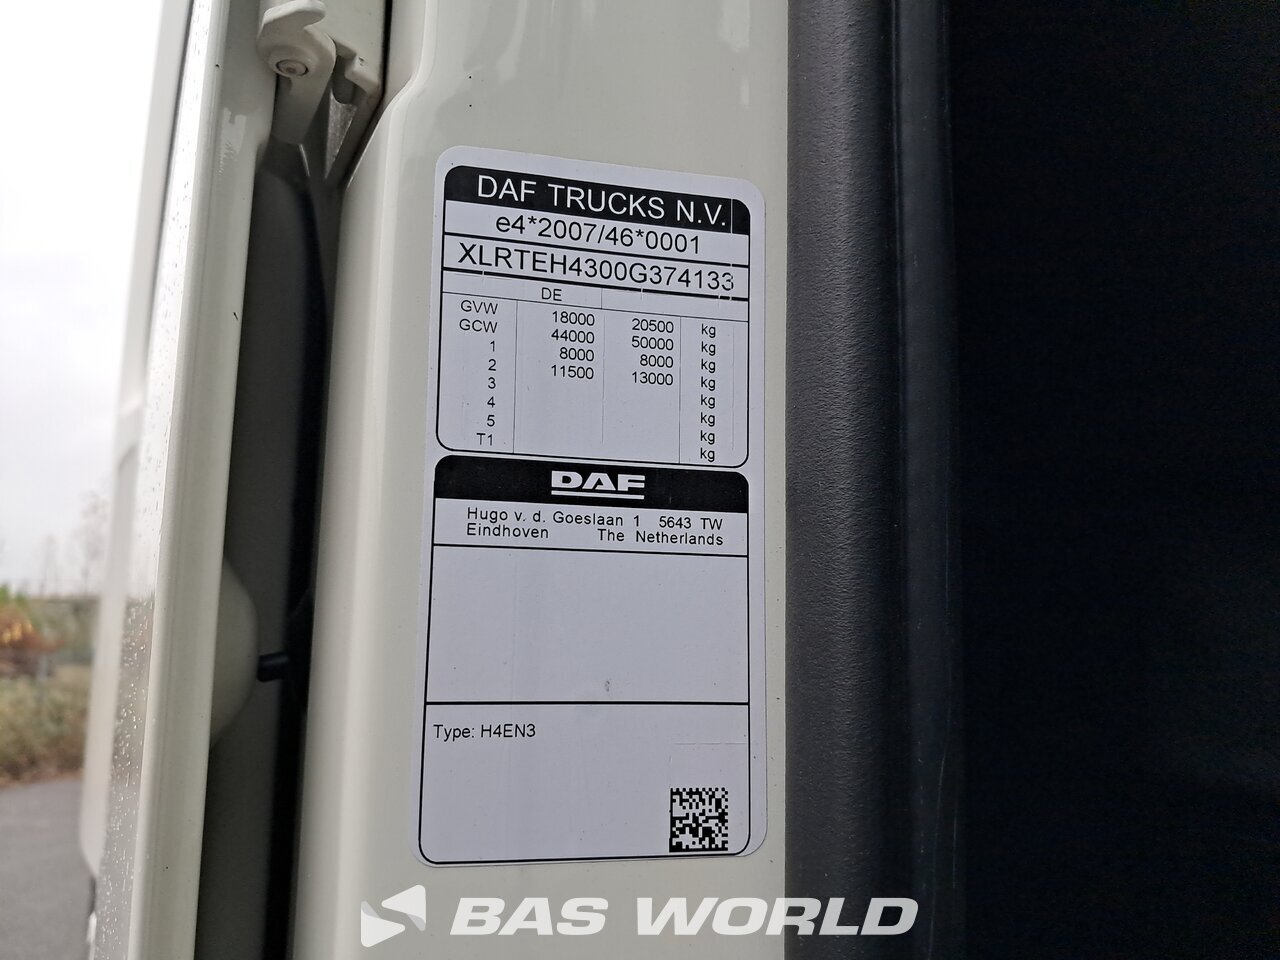 DAF TRUCKS N.V.
e4*2007/46*0001
XLRTEH4300G374133
DE
GVW 18000 20500 kg
GCW 44000 50000 kg
1 8000 8000 kg
2 11500 13000 kg
3 kg
4 kg
5 kg
T1 kg
DAF
Hugo v. d. Goeslaan 1 5643 TW
Eindhoven The Netherlands
Type: H4EN3
BAS WORLD